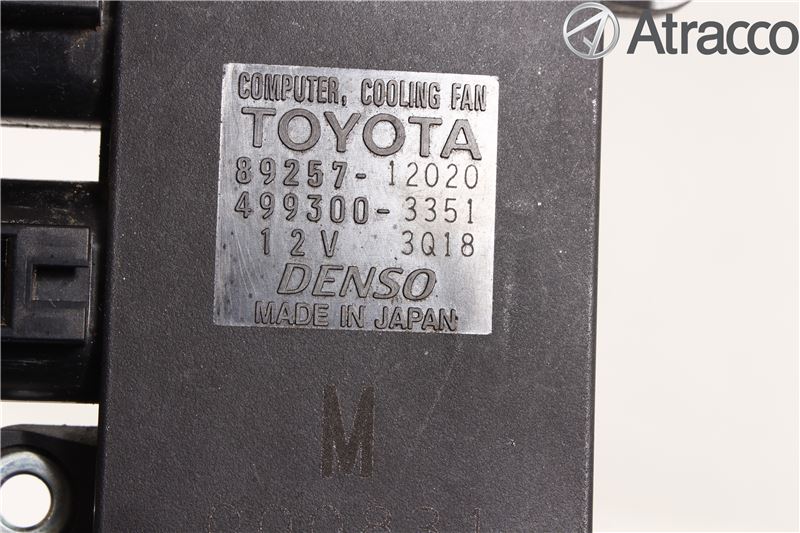 Atracco
COMPUTER, COOLING FAN
TOYOTA
89257-12020
499300-3351
12V 3Q18
DENSO
MADE IN JAPAN
M